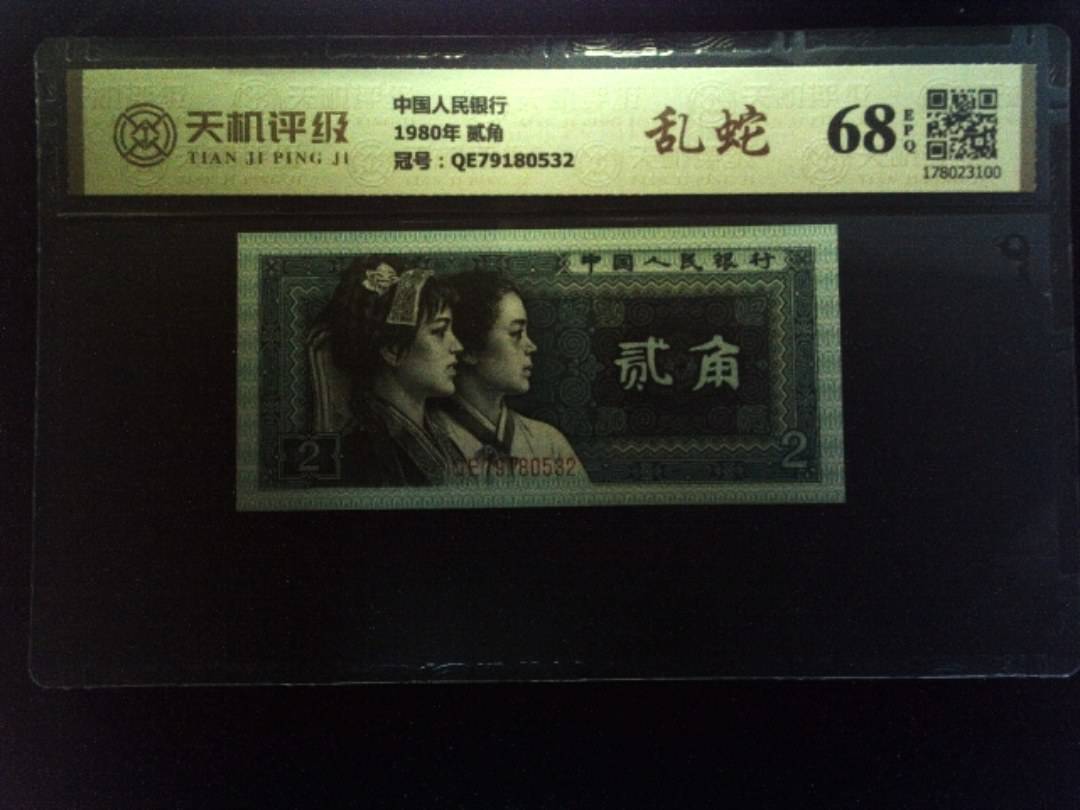 天机评级
TIAN JI PING JI
中国人民银行
1980年 贰角
冠号：QE79180532
乱蛇
68
EPQ
178023100
中国人民银行
贰角
2
2
QE79180532